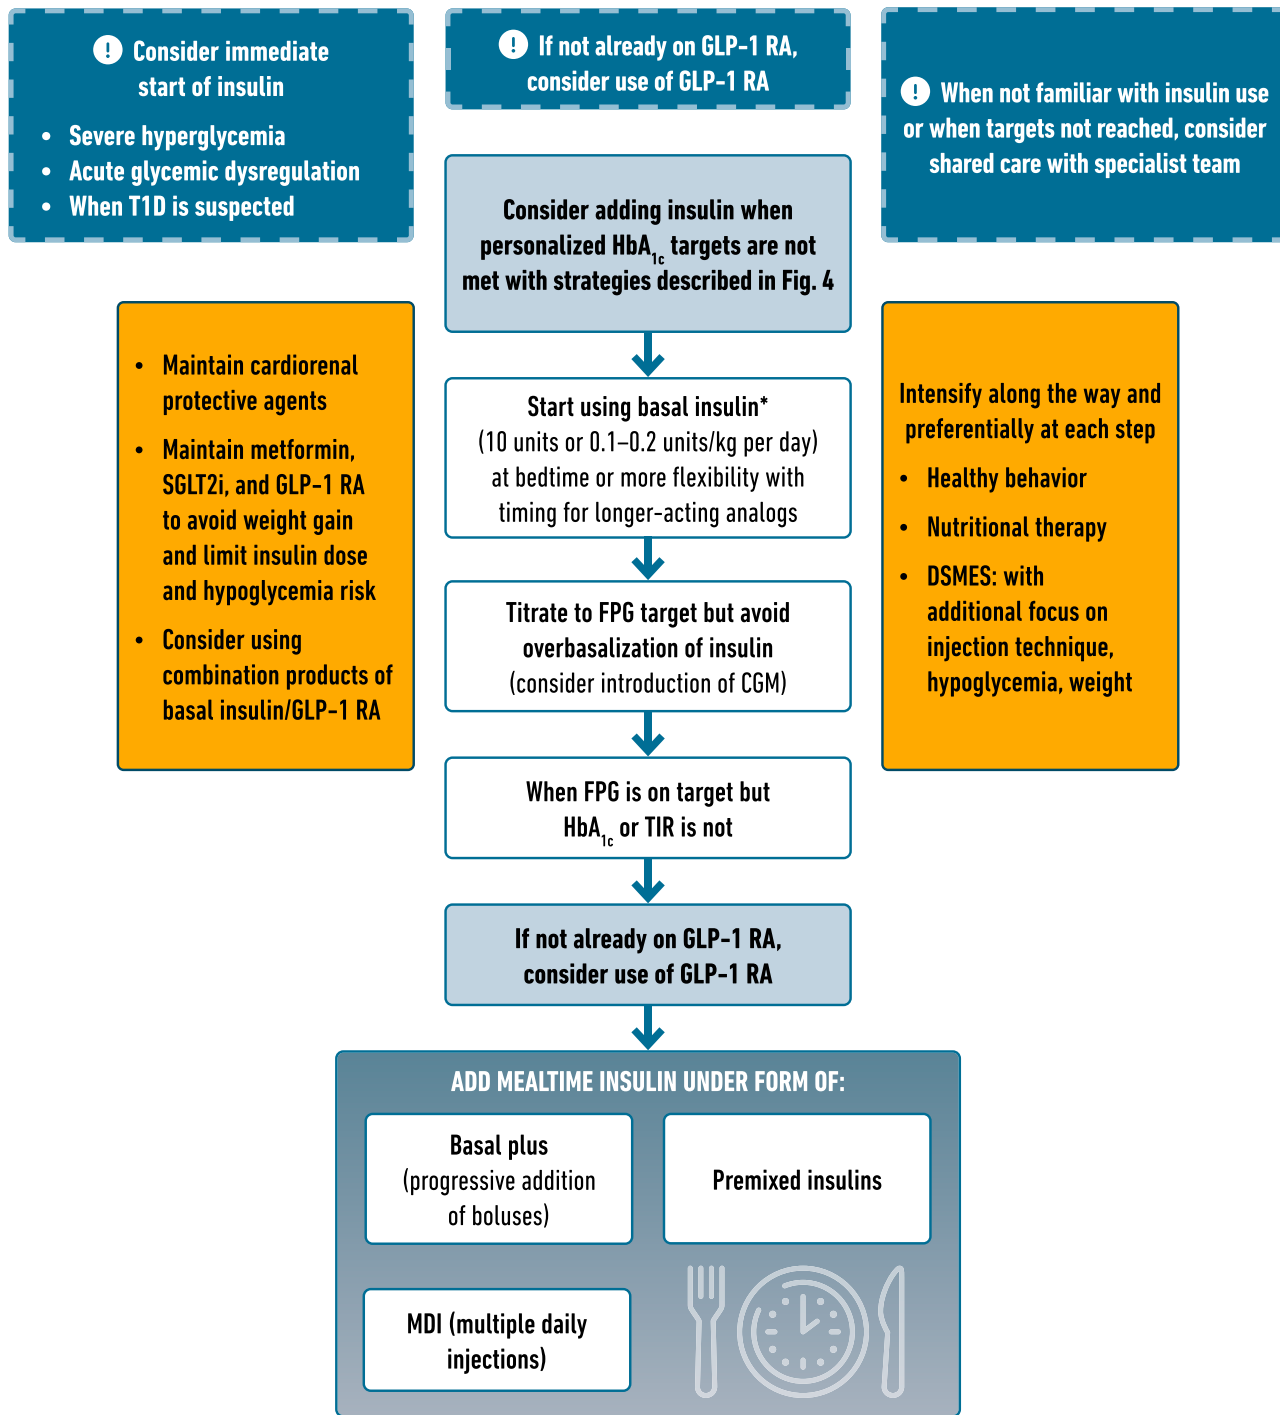 ! Consider immediate
start of insulin
• Severe hyperglycemia
• Acute glycemic dysregulation
• When T1D is suspected
! If not already on GLP-1 RA,
consider use of GLP-1 RA
! When not familiar with insulin use
or when targets not reached, consider
shared care with specialist team
Consider adding insulin when
personalized HbA1c targets are not
met with strategies described in Fig. 4
• Maintain cardiorenal
protective agents
• Maintain metformin,
SGLT2i, and GLP-1 RA
to avoid weight gain
and limit insulin dose
and hypoglycemia risk
• Consider using
combination products of
basal insulin/GLP-1 RA
Start using basal insulin*
(10 units or 0.1–0.2 units/kg per day)
at bedtime or more flexibility with
timing for longer-acting analogs
Titrate to FPG target but avoid
overbasalization of insulin
(consider introduction of CGM)
When FPG is on target but
HbA1c or TIR is not
Intensify along the way and
preferentially at each step
• Healthy behavior
• Nutritional therapy
• DSMES: with
additional focus on
injection technique,
hypoglycemia, weight
If not already on GLP-1 RA,
consider use of GLP-1 RA
ADD MEALTIME INSULIN UNDER FORM OF:
Basal plus
(progressive addition
of boluses)
Premixed insulins
MDI (multiple daily
injections)